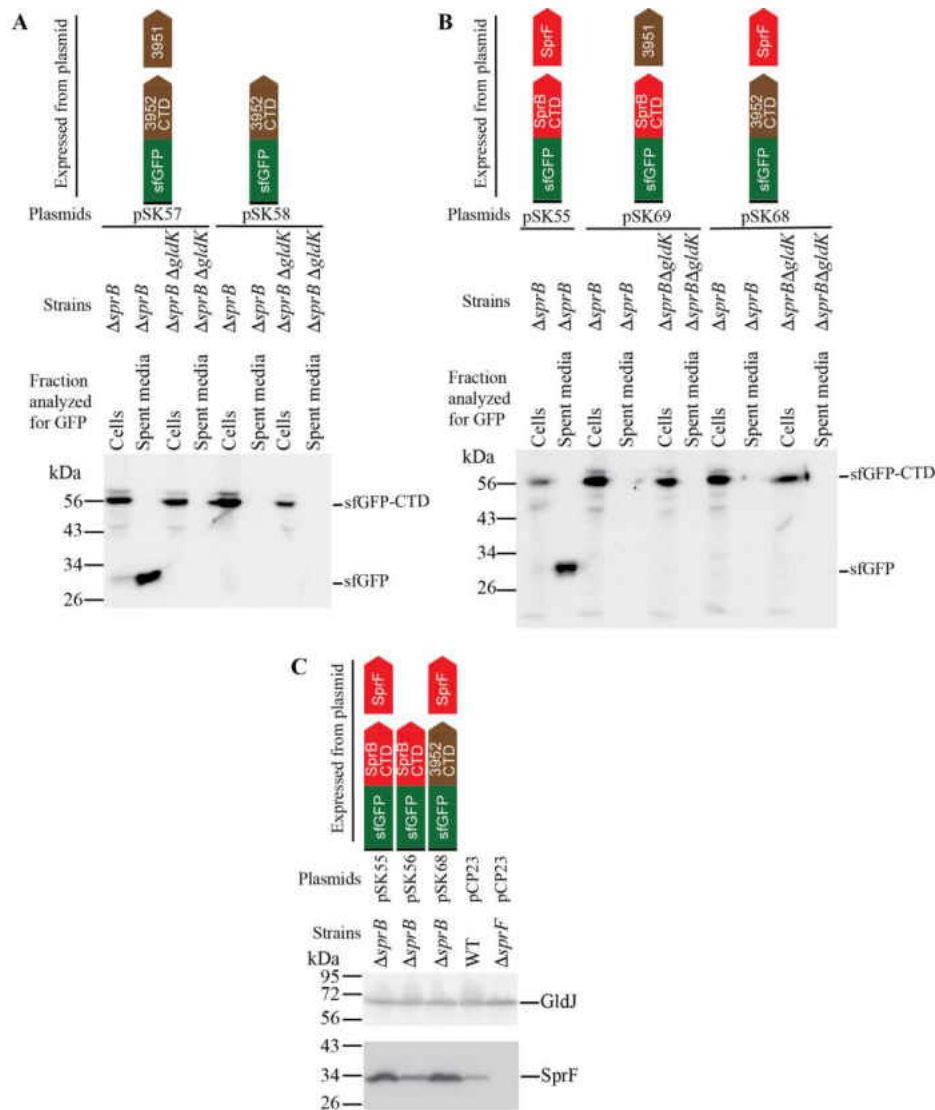 A
Expressed from plasmid
3951
3952 CTD
sfGFP
3952 CTD
sfGFP
Plasmids
pSK57
pSK58
Strains
ΔsprB
ΔsprB
ΔsprB ΔgldK
ΔsprB ΔgldK
ΔsprB
ΔsprB
ΔsprB ΔgldK
ΔsprB ΔgldK
Fraction
analyzed
for GFP
Cells
Spent media
Cells
Spent media
Cells
Spent media
Cells
Spent media
kDa
56
43
34
26
sfGFP-CTD
sfGFP
B
Expressed from plasmid
SprF
SprB CTD
sfGFP
3951
SprB CTD
sfGFP
SprF
3952 CTD
sfGFP
Plasmids
pSK55
pSK69
pSK68
Strains
ΔsprB
ΔsprB
ΔsprB
ΔsprB
ΔsprBΔgldK
ΔsprBΔgldK
ΔsprB
ΔsprB
ΔsprBΔgldK
ΔsprBΔgldK
Fraction
analyzed
for GFP
Cells
Spent media
Cells
Spent media
Cells
Spent media
Cells
Spent media
Cells
Spent media
kDa
56
43
34
26
sfGFP-CTD
sfGFP
C
Expressed from plasmid
SprF
SprB CTD
sfGFP
SprB CTD
sfGFP
SprF
3952 CTD
sfGFP
Plasmids
pSK55
pSK56
pSK68
pCP23
pCP23
Strains
ΔsprB
ΔsprB
ΔsprB
WT
ΔsprF
kDa
95
72
56
GldJ
43
34
26
SprF